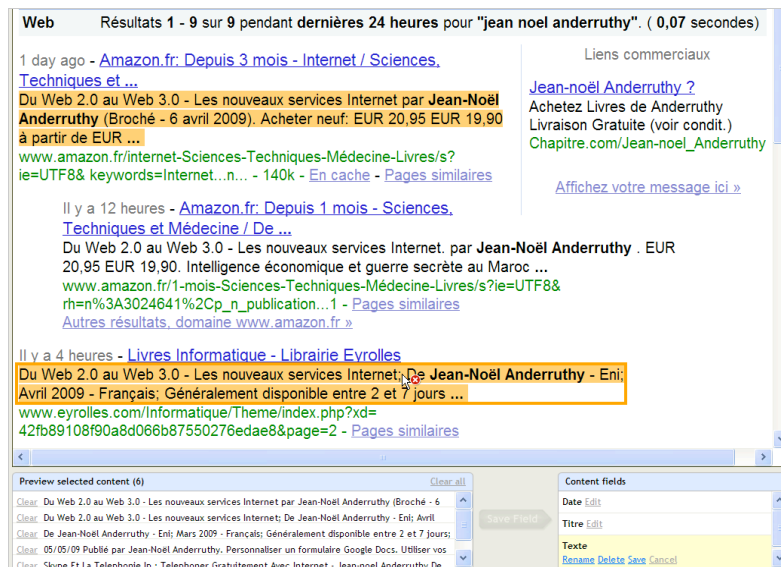 Web Résultats 1 - 9 sur 9 pendant dernières 24 heures pour "jean noel anderruthy". ( 0,07 secondes)
1 day ago - Amazon.fr: Depuis 3 mois - Internet / Sciences,
Techniques et ...
Du Web 2.0 au Web 3.0 - Les nouveaux services Internet par Jean-Noël
Anderruthy (Broché - 6 avril 2009). Acheter neuf: EUR 20,95 EUR 19,90
à partir de EUR ...
www.amazon.fr/internet-Sciences-Techniques-Médecine-Livres/s?
ie=UTF8& keywords=Internet...n... - 140k - En cache - Pages similaires
Il y a 12 heures - Amazon.fr: Depuis 1 mois - Sciences,
Techniques et Médecine / De ...
Du Web 2.0 au Web 3.0 - Les nouveaux services Internet. par Jean-Noël Anderruthy . EUR
20,95 EUR 19,90. Intelligence économique et guerre secrète au Maroc ...
www.amazon.fr/1-mois-Sciences-Techniques-Médecine-Livres/s?ie=UTF8&
rh=n%3A3024641%2Cp_n_publication...1 - Pages similaires
Autres résultats, domaine www.amazon.fr »
Il y a 4 heures - Livres Informatique - Librairie Eyrolles
Du Web 2.0 au Web 3.0 - Les nouveaux services Internet; De Jean-Noël Anderruthy - Eni;
Avril 2009 - Français; Généralement disponible entre 2 et 7 jours ...
www.eyrolles.com/Informatique/Theme/index.php?xd=
42fb89108f90a8d066b87550276edae8&page=2 - Pages similaires
Liens commerciaux
Jean-noël Anderruthy ?
Achetez Livres de Anderruthy
Livraison Gratuite (voir condit.)
Chapitre.com/Jean-noel_Anderruthy
Affichez votre message ici »
Preview selected content (6) Clear all
Clear Du Web 2.0 au Web 3.0 - Les nouveaux services Internet par Jean-Noël Anderruthy (Broché - 6
Clear Du Web 2.0 au Web 3.0 - Les nouveaux services Internet; De Jean-Noël Anderruthy - Eni; Avril
Clear De Jean-Noël Anderruthy - Eni; Mars 2009 - Français; Généralement disponible entre 2 et 7 jours;
Clear 05/05/09 Publié par Jean-Noël Anderruthy. Personnaliser un formulaire Google Docs. Utiliser vos
Clear Skype Et La Telephonie Ip : Telephoner Gratuitement Avec Internet - Jean-noel Anderruthy De
Save Field
Content fields
Date Edit
Titre Edit
Texte
Rename Delete Save Cancel